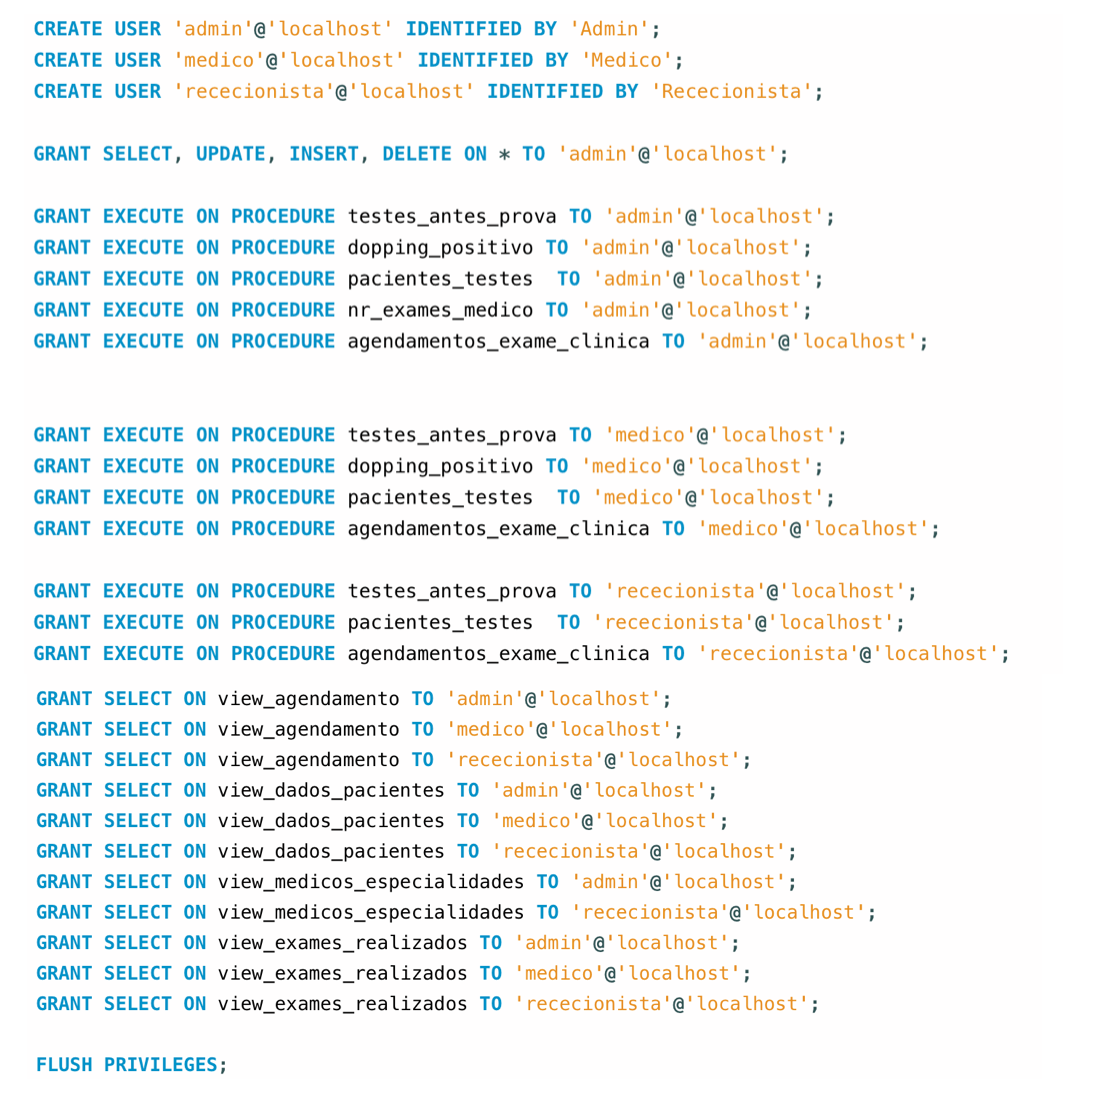 CREATE USER 'admin'@'localhost' IDENTIFIED BY 'Admin';
CREATE USER 'medico'@'localhost' IDENTIFIED BY 'Medico';
CREATE USER 'rececionista'@'localhost' IDENTIFIED BY 'Rececionista';
GRANT SELECT, UPDATE, INSERT, DELETE ON * TO 'admin'@'localhost';
GRANT EXECUTE ON PROCEDURE testes_antes_prova TO 'admin'@'localhost';
GRANT EXECUTE ON PROCEDURE dopping_positivo TO 'admin'@'localhost';
GRANT EXECUTE ON PROCEDURE pacientes_testes  TO 'admin'@'localhost';
GRANT EXECUTE ON PROCEDURE nr_exames_medico TO 'admin'@'localhost';
GRANT EXECUTE ON PROCEDURE agendamentos_exame_clinica TO 'admin'@'localhost';
GRANT EXECUTE ON PROCEDURE testes_antes_prova TO 'medico'@'localhost';
GRANT EXECUTE ON PROCEDURE dopping_positivo TO 'medico'@'localhost';
GRANT EXECUTE ON PROCEDURE pacientes_testes  TO 'medico'@'localhost';
GRANT EXECUTE ON PROCEDURE agendamentos_exame_clinica TO 'medico'@'localhost';
GRANT EXECUTE ON PROCEDURE testes_antes_prova TO 'rececionista'@'localhost';
GRANT EXECUTE ON PROCEDURE pacientes_testes  TO 'rececionista'@'localhost';
GRANT EXECUTE ON PROCEDURE agendamentos_exame_clinica TO 'rececionista'@'localhost';
GRANT SELECT ON view_agendamento TO 'admin'@'localhost';
GRANT SELECT ON view_agendamento TO 'medico'@'localhost';
GRANT SELECT ON view_agendamento TO 'rececionista'@'localhost';
GRANT SELECT ON view_dados_pacientes TO 'admin'@'localhost';
GRANT SELECT ON view_dados_pacientes TO 'medico'@'localhost';
GRANT SELECT ON view_dados_pacientes TO 'rececionista'@'localhost';
GRANT SELECT ON view_medicos_especialidades TO 'admin'@'localhost';
GRANT SELECT ON view_medicos_especialidades TO 'rececionista'@'localhost';
GRANT SELECT ON view_exames_realizados TO 'admin'@'localhost';
GRANT SELECT ON view_exames_realizados TO 'medico'@'localhost';
GRANT SELECT ON view_exames_realizados TO 'rececionista'@'localhost';
FLUSH PRIVILEGES;